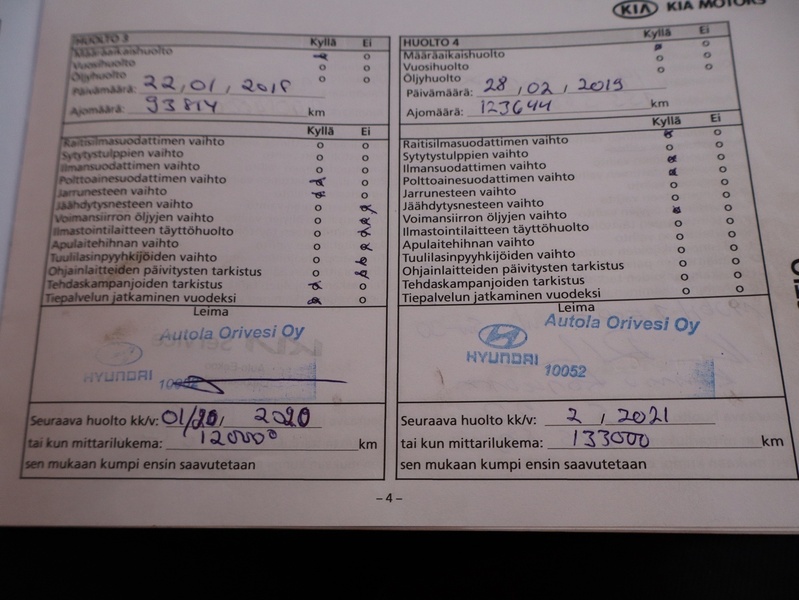 KIA KIA MOTORS
HUOLTO 3 Kyllä Ei
Määräaikaishuolto
Vuosihuolto
Öljyhuolto
Päivämäärä: 22,01,2018
Ajomäärä: 93814 km
Kyllä Ei
Raitisilmasuodattimen vaihto
Sytytystulppien vaihto
Ilmansuodattimen vaihto
Polttoainesuodattimen vaihto
Jarrunesteen vaihto
Jäähdytysnesteen vaihto
Voimansiirron öljyjen vaihto
Ilmastointilaitteen täyttöhuolto
Apulaitehihnan vaihto
Tuulilasinpyyhkijöiden vaihto
Ohjainlaitteiden päivitysten tarkistus
Tehdaskampanjoiden tarkistus
Tiepalvelun jatkaminen vuodeksi
Leima
Autola Orivesi Oy
HYUNDAI
Seuraava huolto kk/v: 01/20, 2020
tai kun mittarilukema: 120000 km
sen mukaan kumpi ensin saavutetaan
HUOLTO 4 Kyllä Ei
Määräaikaishuolto
Vuosihuolto
Öljyhuolto
Päivämäärä: 28,02,2019
Ajomäärä: 123644 km
Kyllä Ei
Raitisilmasuodattimen vaihto
Sytytystulppien vaihto
Ilmansuodattimen vaihto
Polttoainesuodattimen vaihto
Jarrunesteen vaihto
Jäähdytysnesteen vaihto
Voimansiirron öljyjen vaihto
Ilmastointilaitteen täyttöhuolto
Apulaitehihnan vaihto
Tuulilasinpyyhkijöiden vaihto
Ohjainlaitteiden päivitysten tarkistus
Tehdaskampanjoiden tarkistus
Tiepalvelun jatkaminen vuodeksi
Leima
Autola Orivesi Oy
HYUNDAI 10052
Seuraava huolto kk/v: 2, 2021
tai kun mittarilukema: 133000 km
sen mukaan kumpi ensin saavutetaan
– 4 –